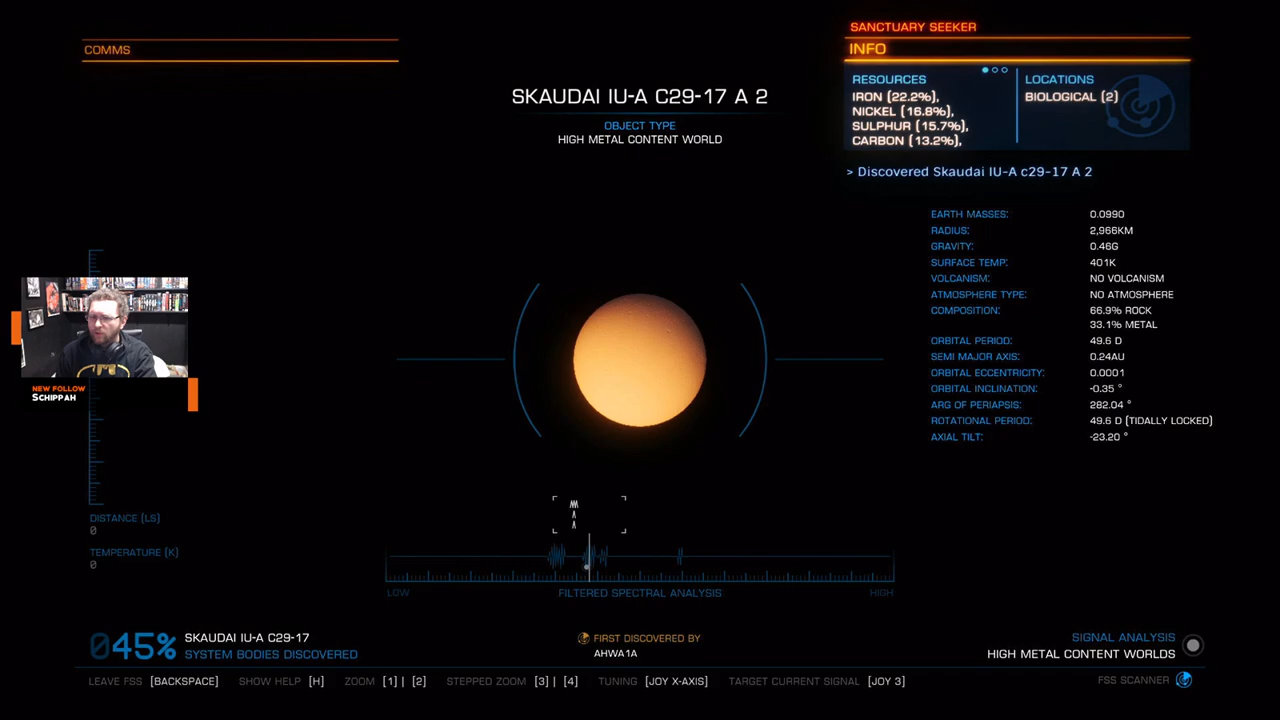 COMMS
SANCTUARY SEEKER
INFO
RESOURCES
IRON (22.2%),
NICKEL (16.8%),
SULPHUR (15.7%),
CARBON (13.2%),
LOCATIONS
BIOLOGICAL (2)
> Discovered Skaudai IU-A c29-17 A 2
SKAUDAI IU-A C29-17 A 2
OBJECT TYPE
HIGH METAL CONTENT WORLD
EARTH MASSES: 0.0990
RADIUS: 2,966KM
GRAVITY: 0.46G
SURFACE TEMP: 401K
VOLCANISM: NO VOLCANISM
ATMOSPHERE TYPE: NO ATMOSPHERE
COMPOSITION: 66.9% ROCK
33.1% METAL
ORBITAL PERIOD: 49.6 D
SEMI MAJOR AXIS: 0.24AU
ORBITAL ECCENTRICITY: 0.0001
ORBITAL INCLINATION: -0.35 °
ARG OF PERIAPSIS: 282.04 °
ROTATIONAL PERIOD: 49.6 D (TIDALLY LOCKED)
AXIAL TILT: -23.20 °
NEW FOLLOW
SCHIPPAH
DISTANCE (LS)
0
TEMPERATURE (K)
0
LOW FILTERED SPECTRAL ANALYSIS HIGH
045% SKAUDAI IU-A C29-17
SYSTEM BODIES DISCOVERED
FIRST DISCOVERED BY
AHWA1A
SIGNAL ANALYSIS
HIGH METAL CONTENT WORLDS
LEAVE FSS [BACKSPACE] SHOW HELP [H] ZOOM [1] | [2] STEPPED ZOOM [3] | [4] TUNING [JOY X-AXIS] TARGET CURRENT SIGNAL [JOY 3] FSS SCANNER